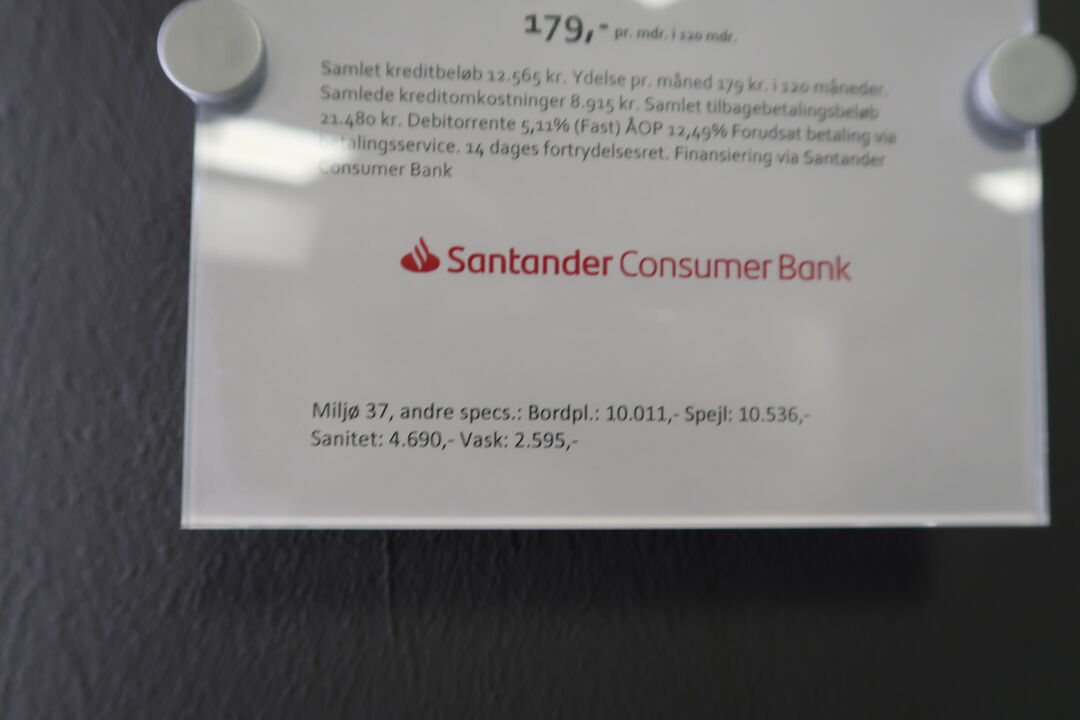 179,- pr. mdr. i 120 mdr.
Samlet kreditbeløb 12.565 kr. Ydelse pr. måned 179 kr. i 120 måneder.
Samlede kreditomkostninger 8.915 kr. Samlet tilbagebetalingsbeløb
21.480 kr. Debitorrente 5,11% (Fast) ÅOP 12,49% Forudsat betaling via
betalingsservice. 14 dages fortrydelsesret. Finansiering via Santander
Consumer Bank
Santander Consumer Bank
Miljø 37, andre specs.: Bordpl.: 10.011,- Spejl: 10.536,-
Sanitet: 4.690,- Vask: 2.595,-